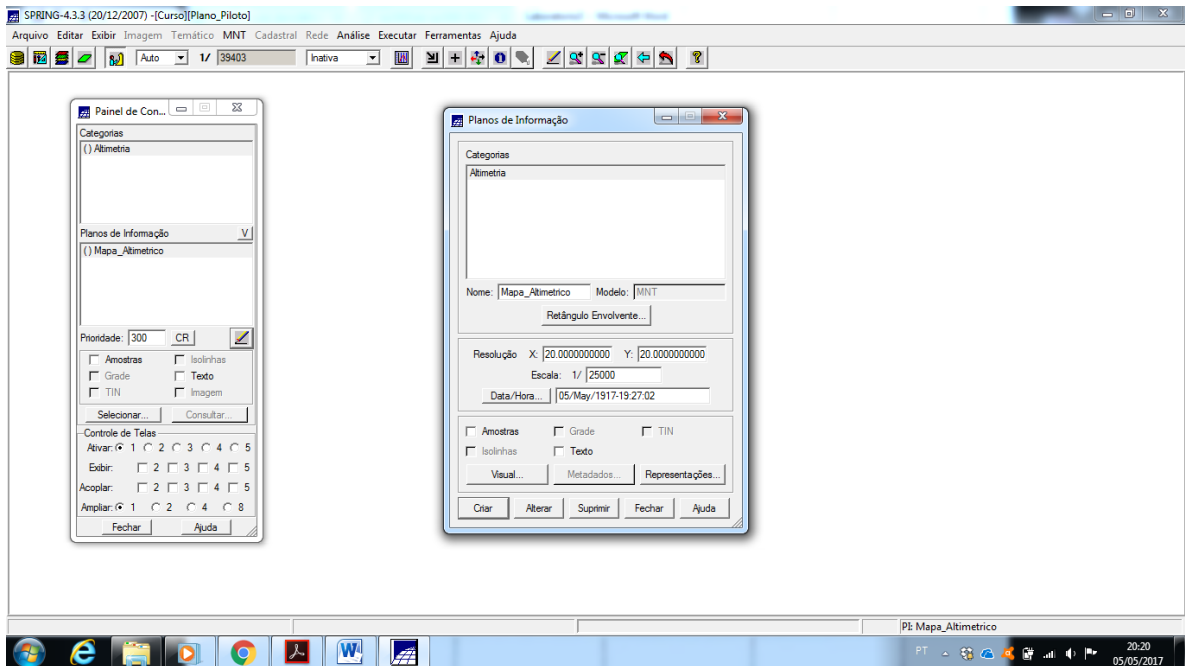 SPRING-4.3.3 (20/12/2007) -[Curso][Plano_Piloto]
Arquivo Editar Exibir Imagem Temático MNT Cadastral Rede Análise Executar Ferramentas Ajuda
Auto 1/ 39403 Inativa
Painel de Con...
Categorias
( ) Altimetria
Planos de Informação V
( ) Mapa_Altimetrico
Prioridade: 300 CR
Amostras Isolinhas
Grade Texto
TIN Imagem
Selecionar... Consultar...
Controle de Telas
Ativar: 1 2 3 4 5
Exibir: 2 3 4 5
Acoplar: 2 3 4 5
Ampliar: 1 2 4 8
Fechar Ajuda
Planos de Informação
Categorias
Altimetria
Nome: Mapa_Altimetrico Modelo: MNT
Retângulo Envolvente...
Resolução X: 20.0000000000 Y: 20.0000000000
Escala: 1/ 25000
Data/Hora... 05/May/1917-19:27:02
Amostras Grade TIN
Isolinhas Texto
Visual... Metadados... Representações...
Criar Alterar Suprimir Fechar Ajuda
PI: Mapa_Altimetrico
PT 20:20
05/05/2017